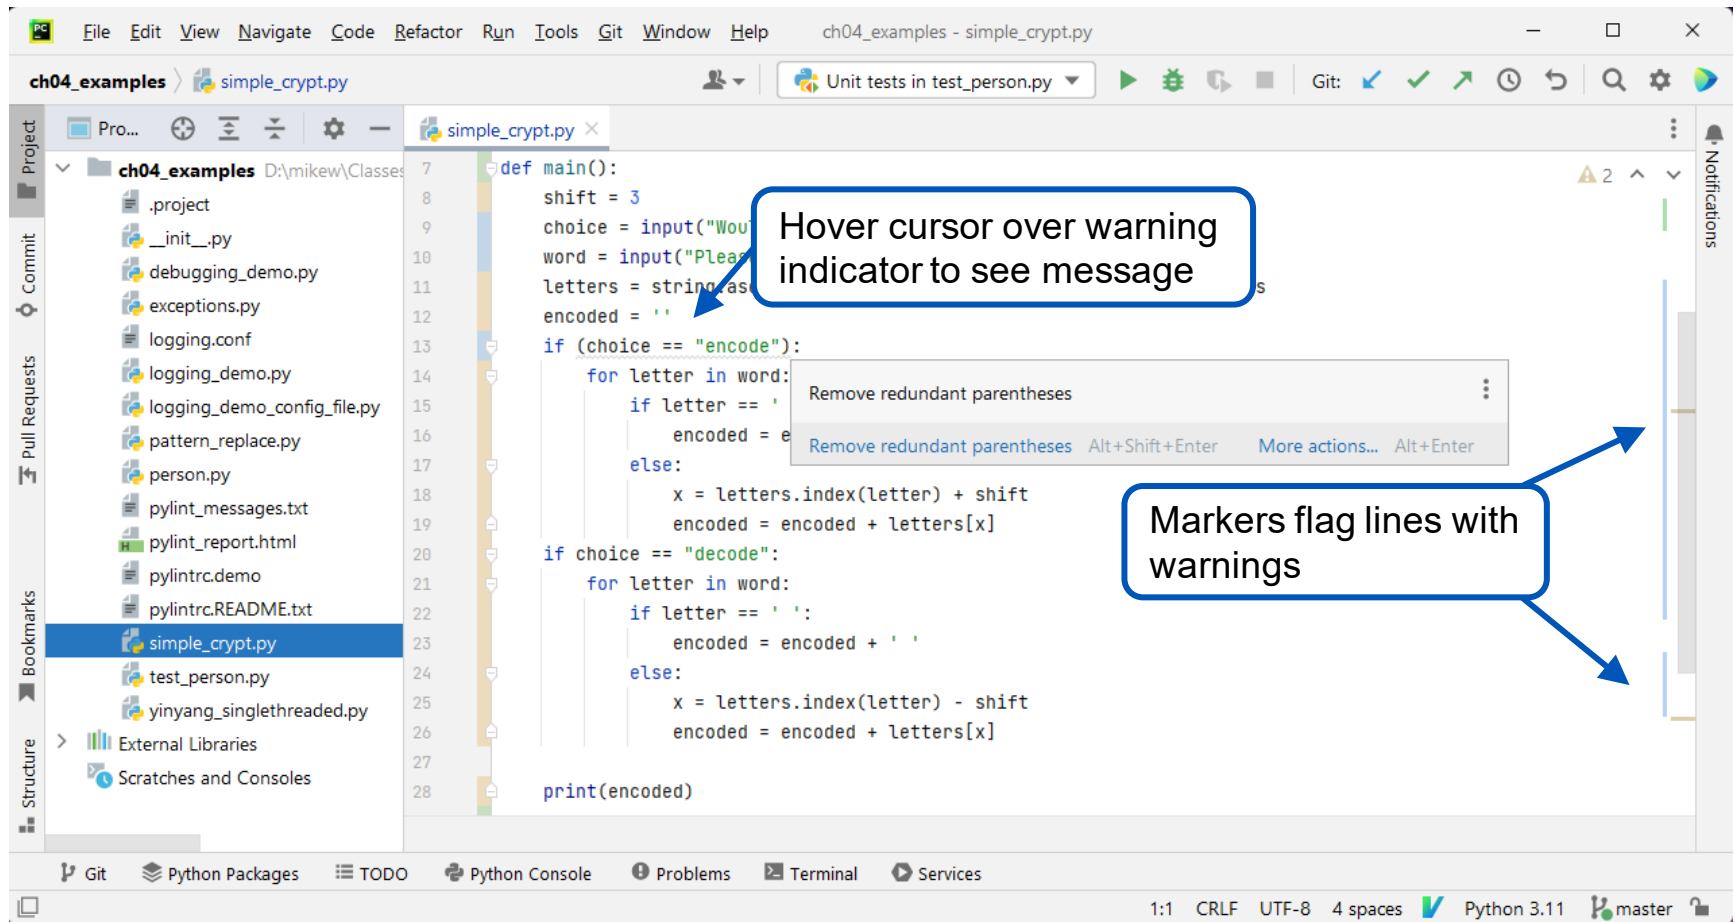 PC File Edit View Navigate Code Refactor Run Tools Git Window Help ch04_examples - simple_crypt.py
ch04_examples simple_crypt.py Unit tests in test_person.py Git:
Project
Commit
Pull Requests
Bookmarks
Structure
Pro...
ch04_examples D:\mikew\Classes
.project
__init__.py
debugging_demo.py
exceptions.py
logging.conf
logging_demo.py
logging_demo_config_file.py
pattern_replace.py
person.py
pylint_messages.txt
pylint_report.html
pylintrc.demo
pylintrc.README.txt
simple_crypt.py
test_person.py
yinyang_singlethreaded.py
External Libraries
Scratches and Consoles
simple_crypt.py
2
7 def main():
8 shift = 3
9 choice = input("Woul
10 word = input("Pleas
11 letters = string.asc s
12 encoded = ''
13 if (choice == "encode"):
14 for letter in word:
15 if letter == '
16 encoded = e
17 else:
18 x = letters.index(letter) + shift
19 encoded = encoded + letters[x]
20 if choice == "decode":
21 for letter in word:
22 if letter == ' ':
23 encoded = encoded + ' '
24 else:
25 x = letters.index(letter) - shift
26 encoded = encoded + letters[x]
27
28 print(encoded)
Hover cursor over warning
indicator to see message
Remove redundant parentheses
Remove redundant parentheses Alt+Shift+Enter More actions... Alt+Enter
Markers flag lines with
warnings
Notifications
Git Python Packages TODO Python Console Problems Terminal Services
1:1 CRLF UTF-8 4 spaces Python 3.11 master